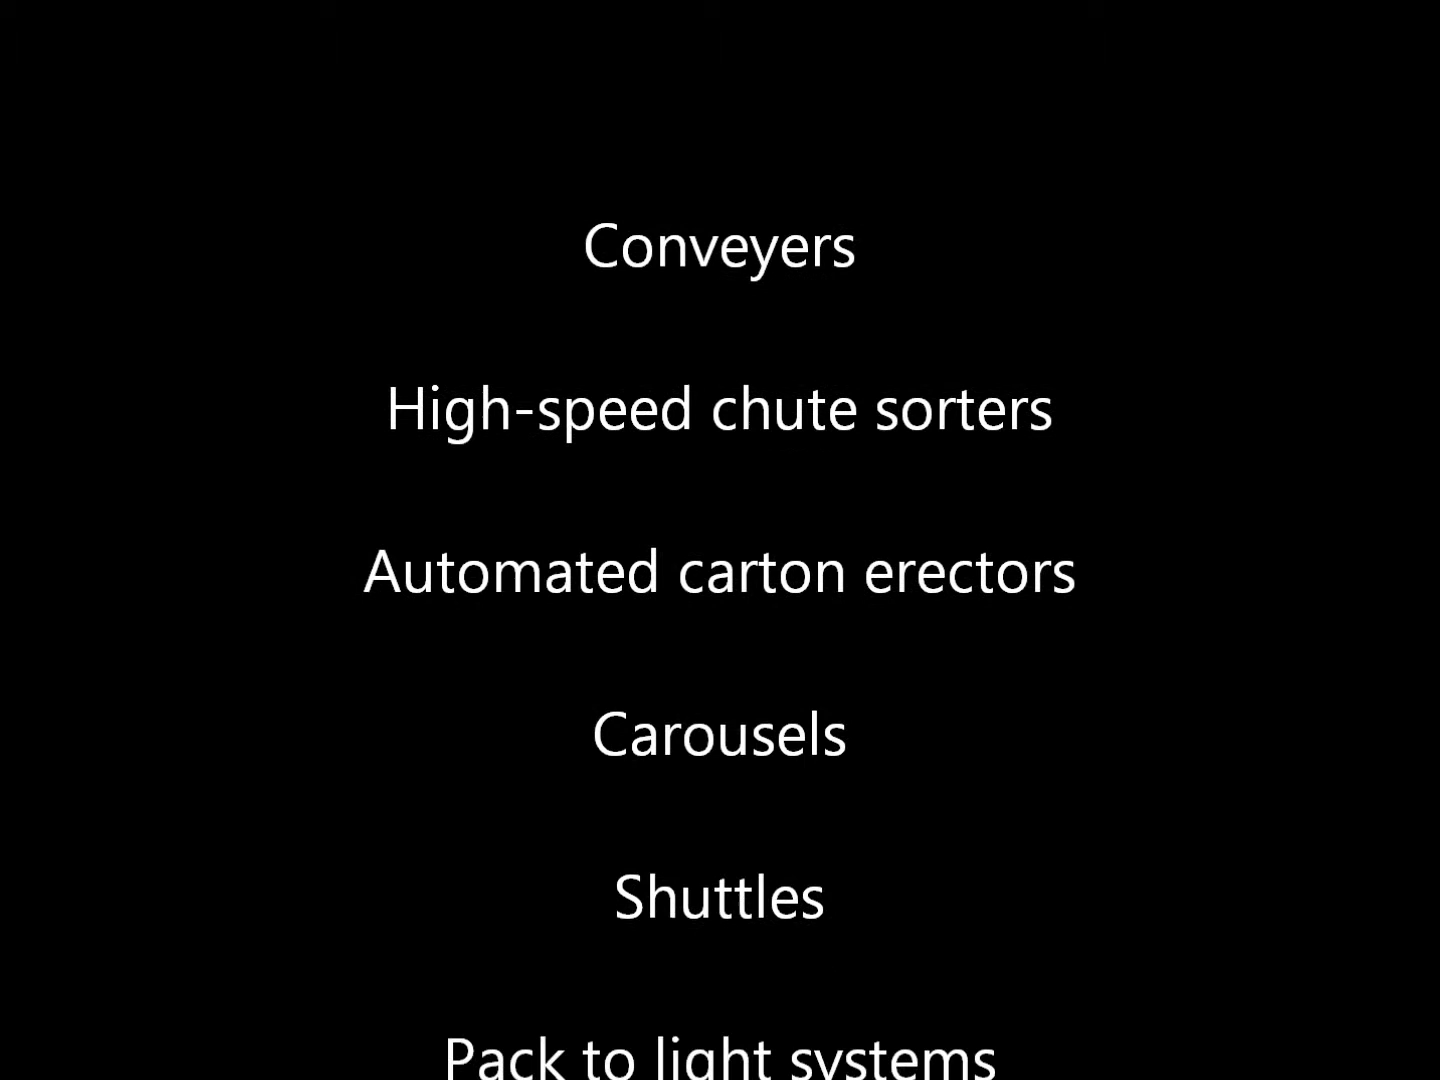 Conveyers
High-speed chute sorters
Automated carton erectors
Carousels
Shuttles
Pack to light systems